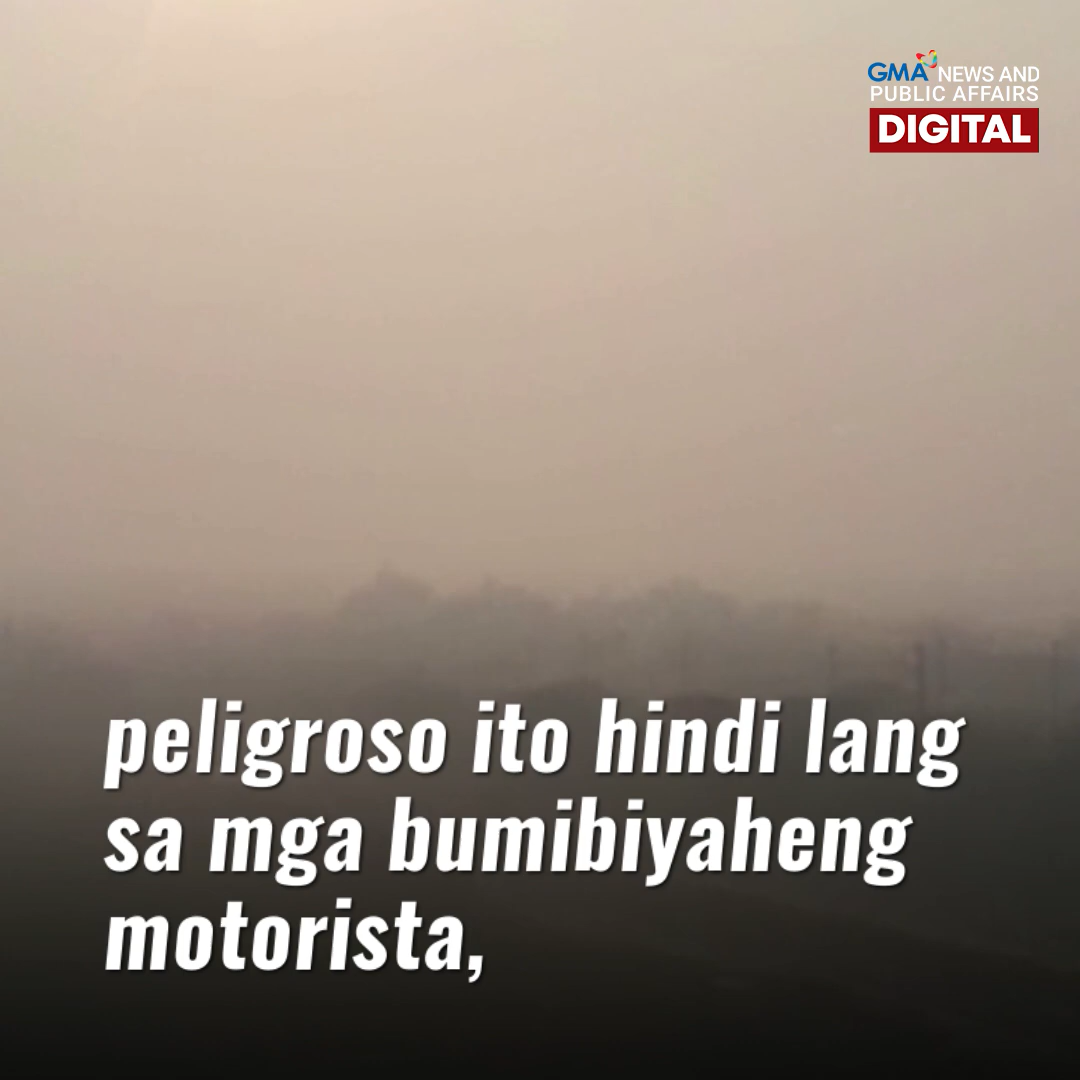 GMA NEWS AND
PUBLIC AFFAIRS
DIGITAL
peligroso ito hindi lang
sa mga bumibiyaheng
motorista,